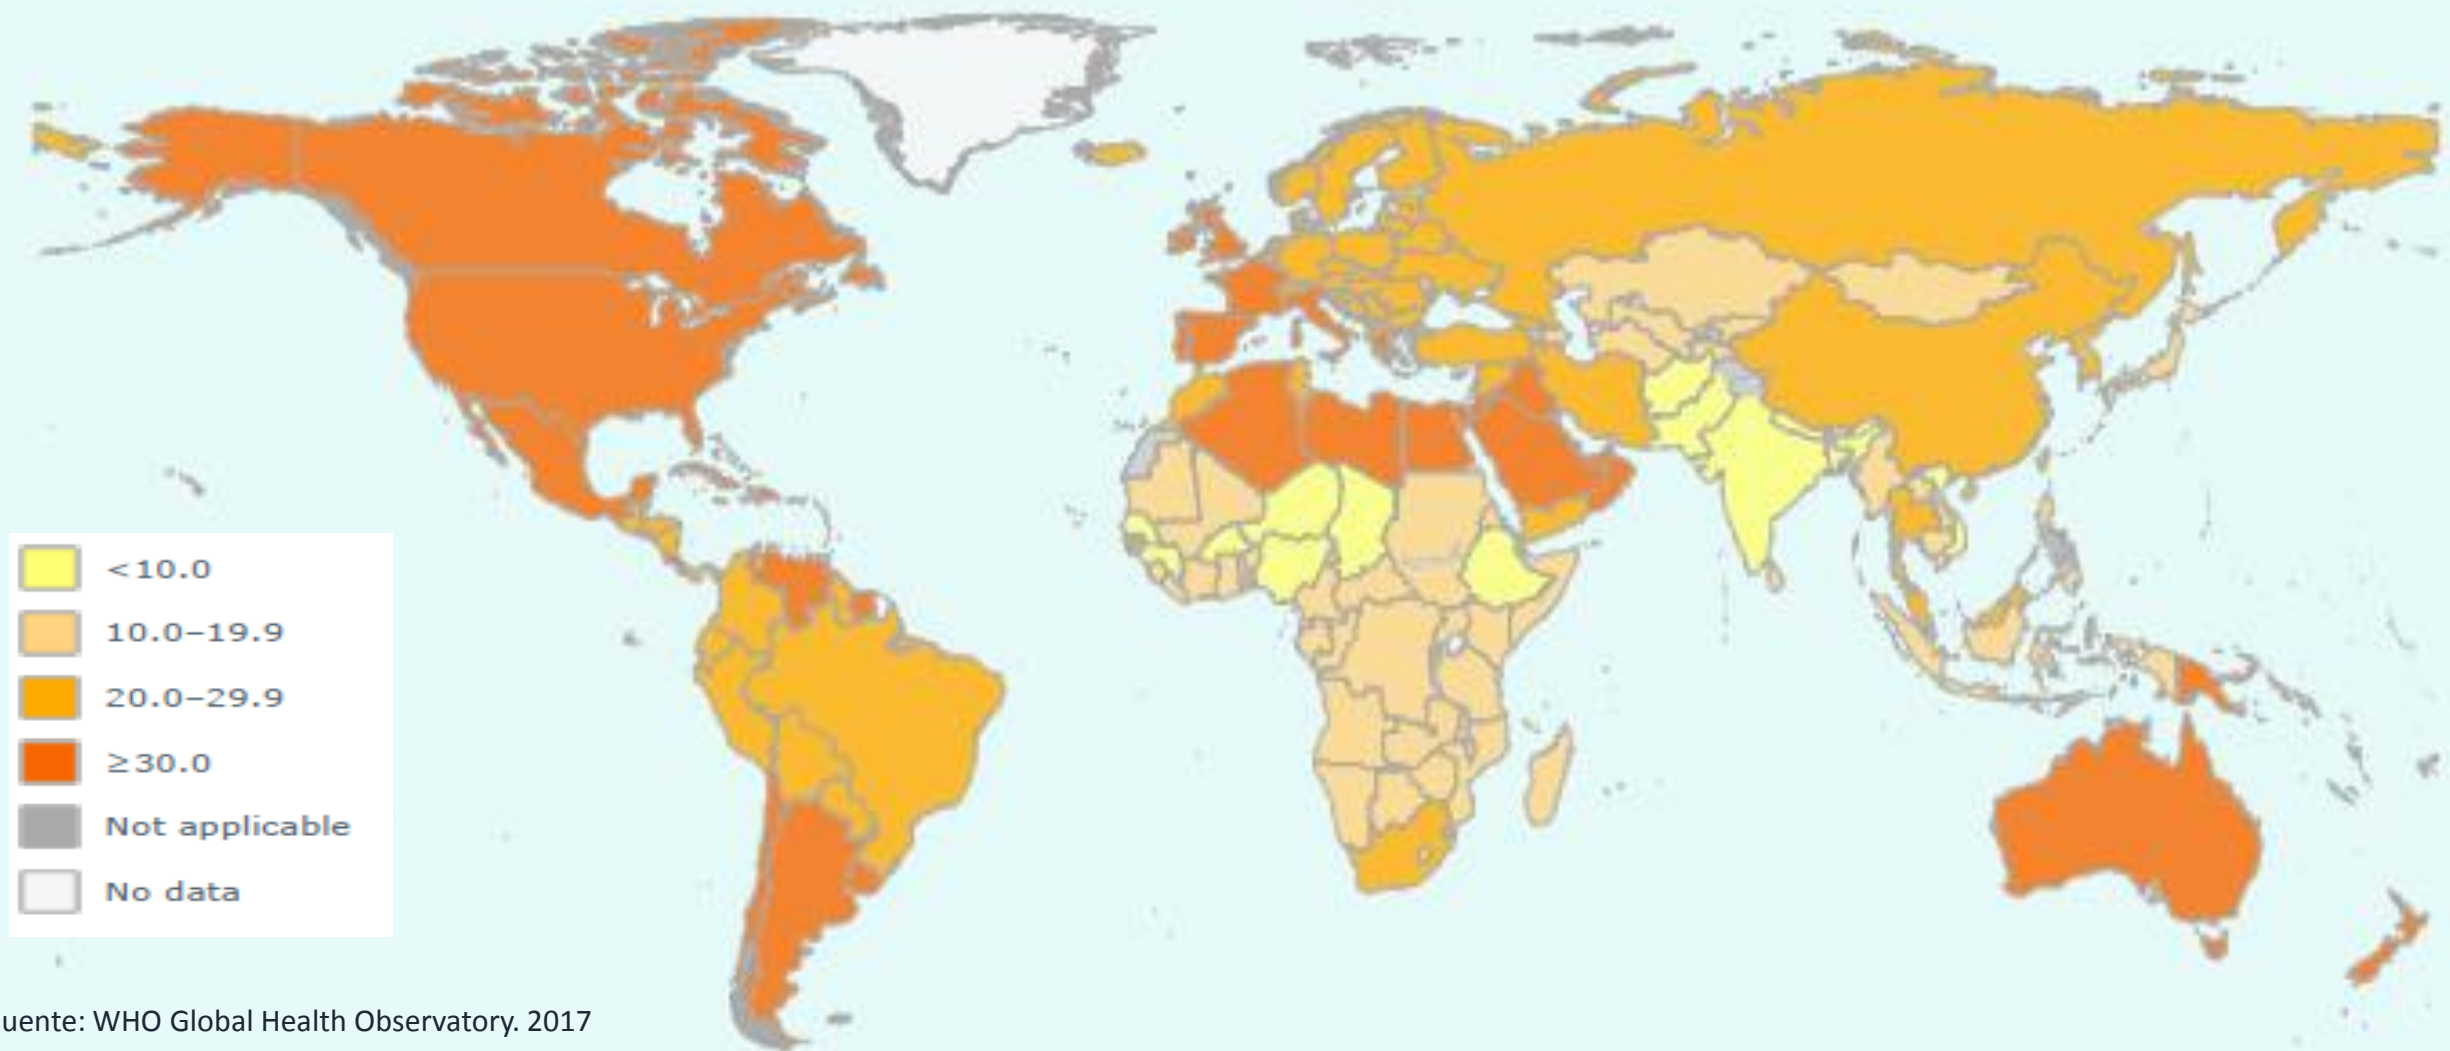 <10.0
10.0–19.9
20.0–29.9
≥30.0
Not applicable
No data
uente: WHO Global Health Observatory. 2017